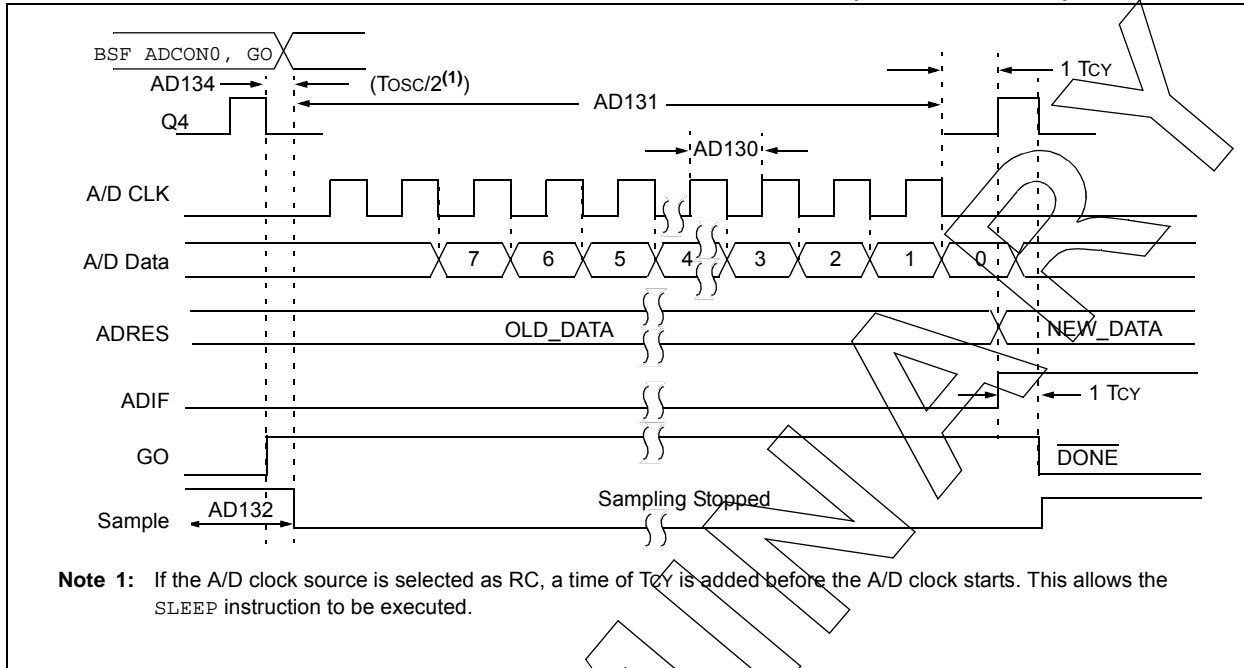 BSF ADCON0, GO
AD134
(TOSC/2(1))
1 TCY
AD131
Q4
AD130
A/D CLK
A/D Data
7 6 5 4 3 2 1 0
ADRES
OLD_DATA
NEW_DATA
ADIF
1 TCY
GO
DONE
Sample
AD132
Sampling Stopped
Note 1: If the A/D clock source is selected as RC, a time of TCY is added before the A/D clock starts. This allows the
SLEEP instruction to be executed.